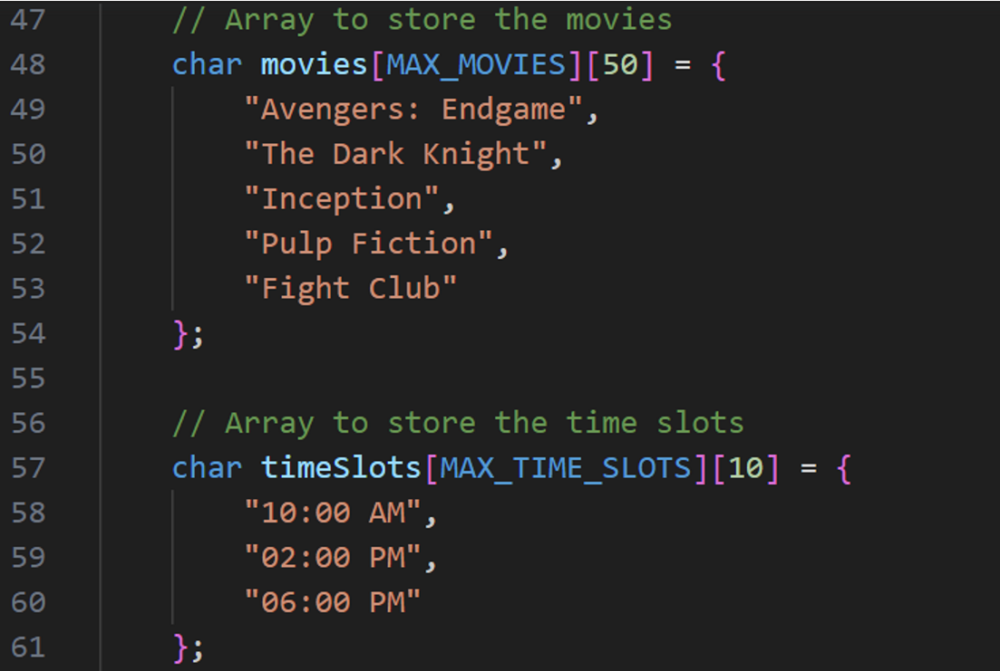 47 // Array to store the movies
48 char movies[MAX_MOVIES][50] = {
49 "Avengers: Endgame",
50 "The Dark Knight",
51 "Inception",
52 "Pulp Fiction",
53 "Fight Club"
54 };
55
56 // Array to store the time slots
57 char timeSlots[MAX_TIME_SLOTS][10] = {
58 "10:00 AM",
59 "02:00 PM",
60 "06:00 PM"
61 };